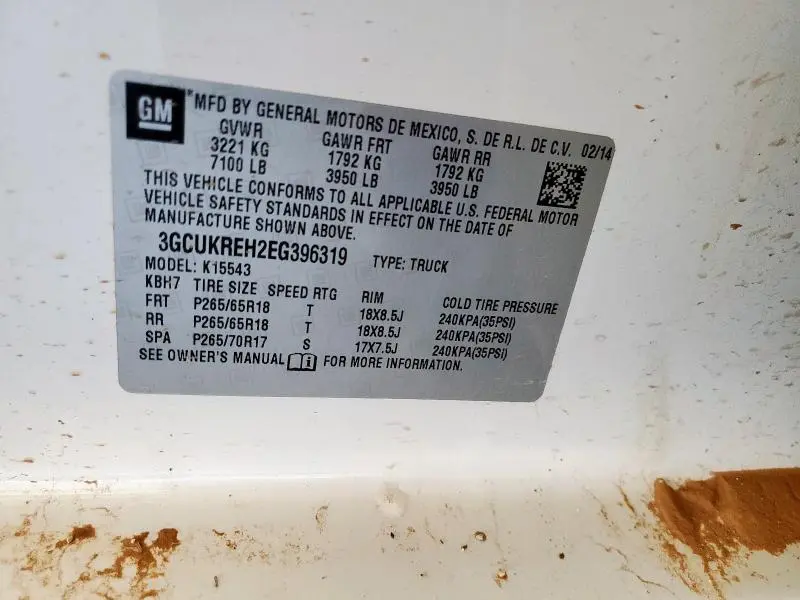 GM *MFD BY GENERAL MOTORS DE MEXICO, S. DE R.L. DE C.V. 02/14
GVWR GAWR FRT GAWR RR
3221 KG 1792 KG 1792 KG
7100 LB 3950 LB 3950 LB
THIS VEHICLE CONFORMS TO ALL APPLICABLE U.S. FEDERAL MOTOR
VEHICLE SAFETY STANDARDS IN EFFECT ON THE DATE OF
MANUFACTURE SHOWN ABOVE.
3GCUKREH2EG396319 TYPE: TRUCK
MODEL: K15543
KBH7 TIRE SIZE SPEED RTG RIM COLD TIRE PRESSURE
FRT P265/65R18 T 18X8.5J 240KPA(35PSI)
RR P265/65R18 T 18X8.5J 240KPA(35PSI)
SPA P265/70R17 S 17X7.5J 240KPA(35PSI)
SEE OWNER'S MANUAL FOR MORE INFORMATION.